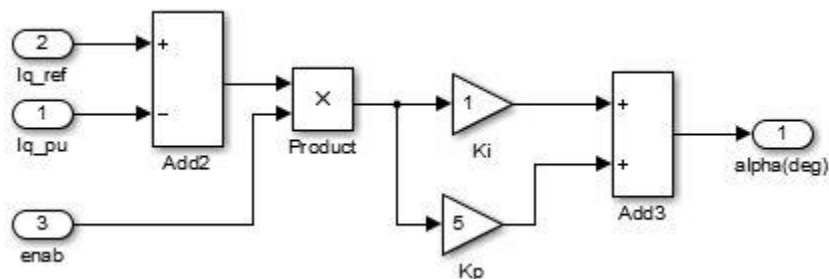 2
+
Iq_ref
1
−
Iq_pu
Add2
3
enab
×
Product
1
Ki
5
Kp
+
+
Add3
1
alpha(deg)